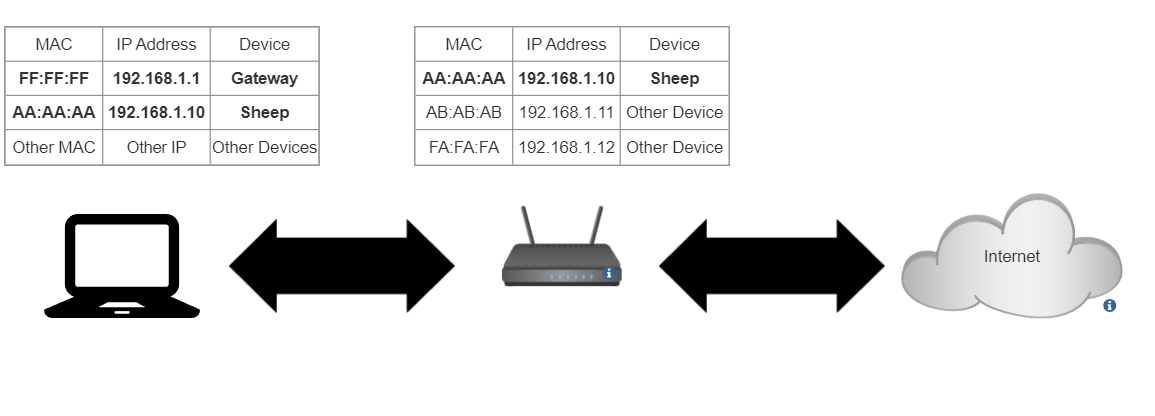 MAC IP Address Device
FF:FF:FF 192.168.1.1 Gateway
AA:AA:AA 192.168.1.10 Sheep
Other MAC Other IP Other Devices
MAC IP Address Device
AA:AA:AA 192.168.1.10 Sheep
AB:AB:AB 192.168.1.11 Other Device
FA:FA:FA 192.168.1.12 Other Device
i
Internet
i